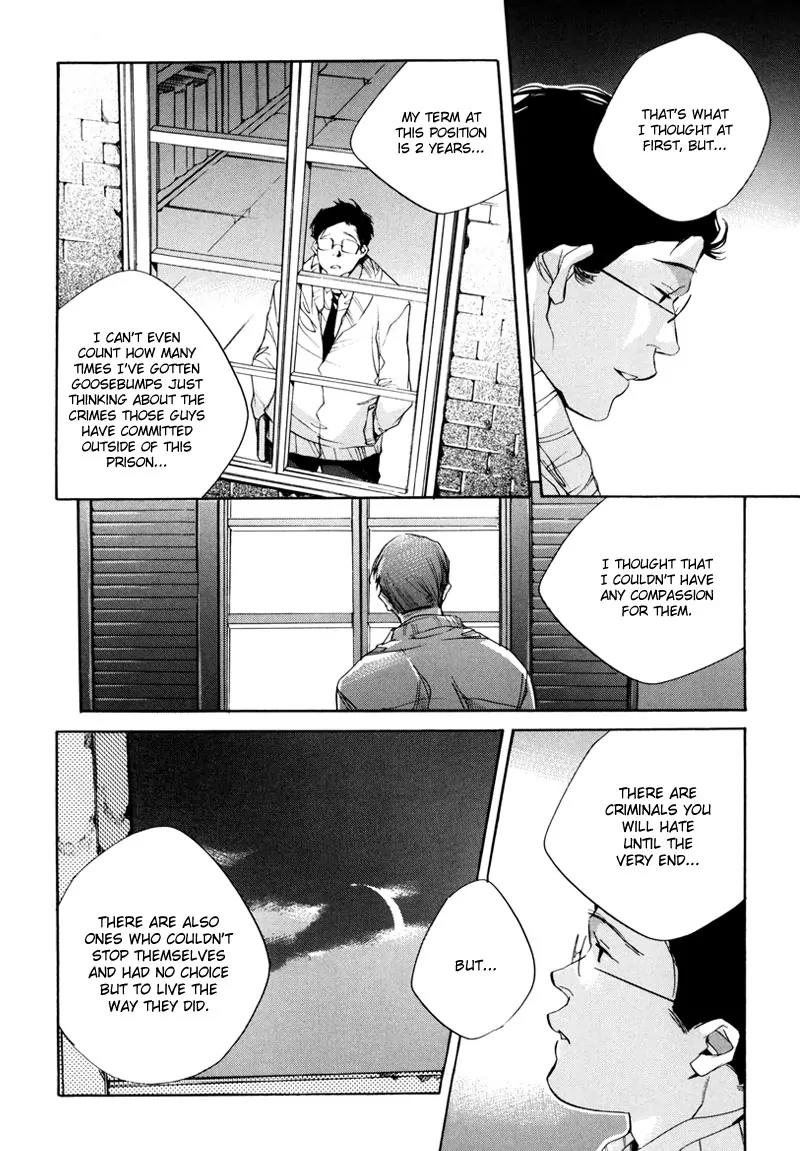 THAT'S WHAT
I THOUGHT AT
FIRST, BUT...
MY TERM AT
THIS POSITION
IS 2 YEARS...
I CAN'T EVEN
COUNT HOW MANY
TIMES I'VE GOTTEN
GOOSEBUMPS JUST
THINKING ABOUT THE
CRIMES THOSE GUYS
HAVE COMMITTED
OUTSIDE OF THIS
PRISON...
I THOUGHT THAT
I COULDN'T HAVE
ANY COMPASSION
FOR THEM.
THERE ARE
CRIMINALS YOU
WILL HATE
UNTIL THE
VERY END...
BUT...
THERE ARE ALSO
ONES WHO COULDN'T
STOP THEMSELVES
AND HAD NO CHOICE
BUT TO LIVE THE
WAY THEY DID.